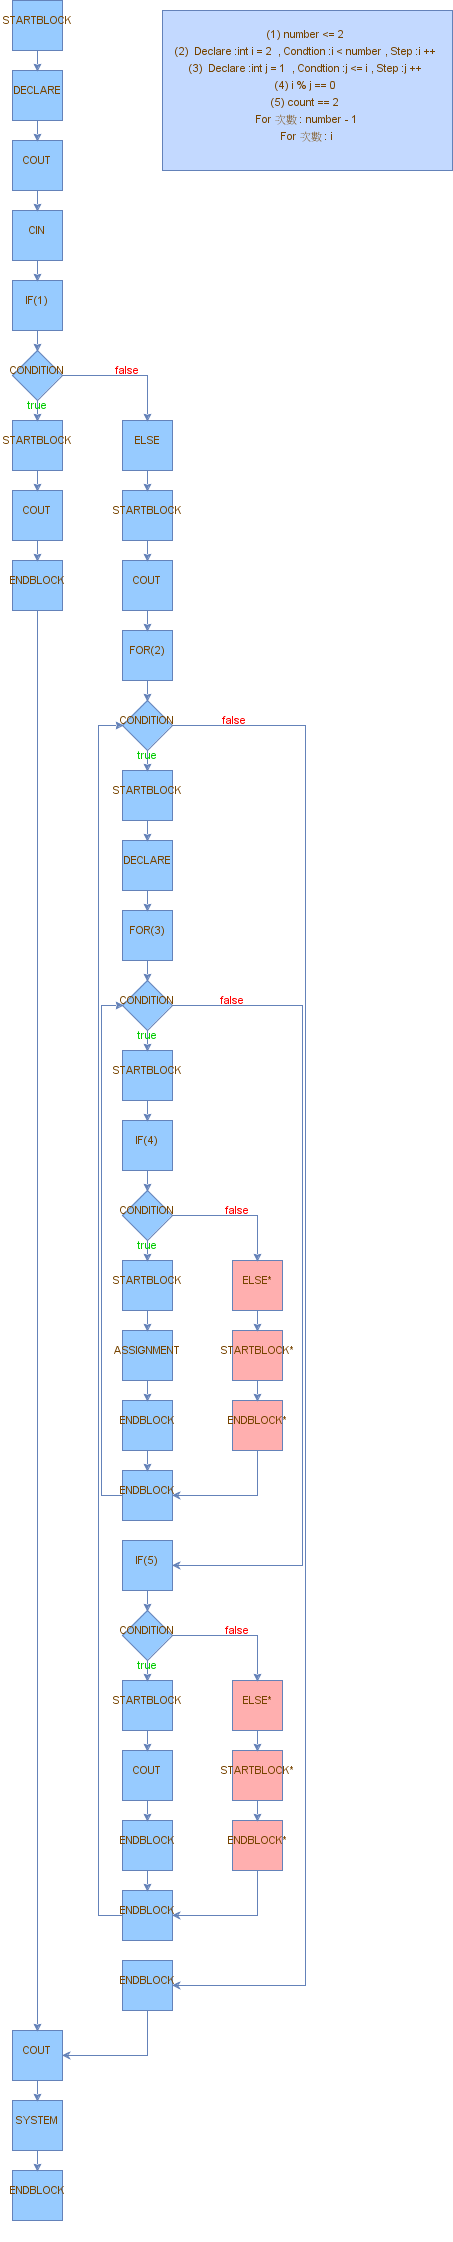 STARTBLOCK
(1) number <= 2
(2)  Declare :int i = 2  , Condtion :i < number , Step :i ++
(3)  Declare :int j = 1  , Condtion :j <= i , Step :j ++
(4) i % j == 0
(5) count == 2
For 次數 : number - 1
For 次數 : i
DECLARE
COUT
CIN
IF(1)
CONDITION
false
true
STARTBLOCK
ELSE
COUT
STARTBLOCK
ENDBLOCK
COUT
FOR(2)
CONDITION
false
true
STARTBLOCK
DECLARE
FOR(3)
CONDITION
false
true
STARTBLOCK
IF(4)
CONDITION
false
true
STARTBLOCK
ELSE*
ASSIGNMENT
STARTBLOCK*
ENDBLOCK
ENDBLOCK*
ENDBLOCK
IF(5)
CONDITION
false
true
STARTBLOCK
ELSE*
COUT
STARTBLOCK*
ENDBLOCK
ENDBLOCK*
ENDBLOCK
ENDBLOCK
COUT
SYSTEM
ENDBLOCK